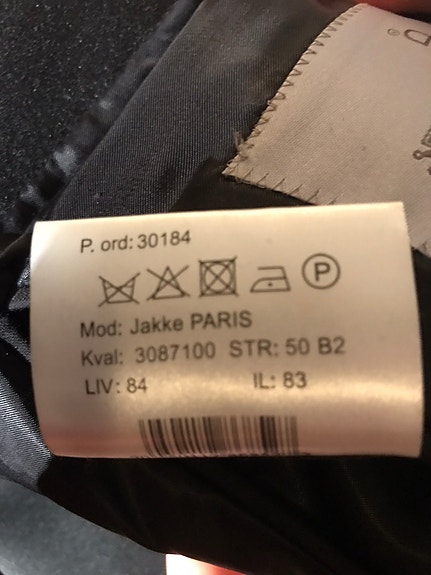 P. ord: 30184
P
Mod: Jakke PARIS
Kval: 3087100 STR: 50 B2
LIV: 84 IL: 83